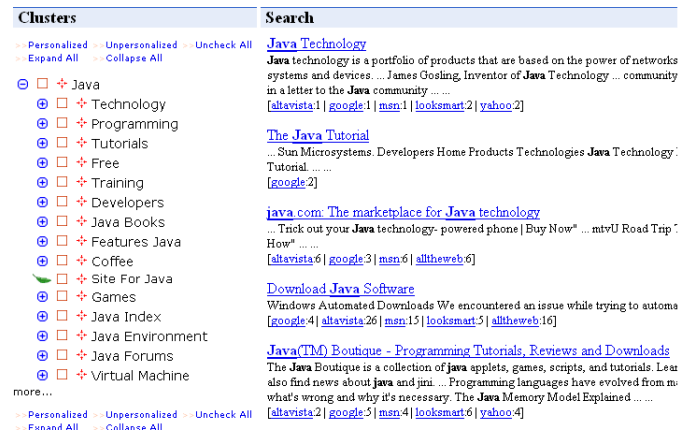 Clusters
>>Personalized >>Unpersonalized >>Uncheck All
>>Expand All >>Collapse All
Java
Technology
Programming
Tutorials
Free
Training
Developers
Java Books
Features Java
Coffee
Site For Java
Games
Java Index
Java Environment
Java Forums
Virtual Machine
more...
>>Personalized >>Unpersonalized >>Uncheck All
>>Expand All >>Collapse All
Search
Java Technology
Java technology is a portfolio of products that are based on the power of networks
systems and devices. ... James Gosling, Inventor of Java Technology ... community
in a letter to the Java community ... ...
[altavista:1 | google:1 | msn:1 | looksmart:2 | yahoo:2]
The Java Tutorial
... Sun Microsystems. Developers Home Products Technologies Java Technology
Tutorial. ... ...
[google:2]
java.com: The marketplace for Java technology
... Trick out your Java technology- powered phone | Buy Now" ... mtvU Road Trip
How" ... ...
[altavista:6 | google:3 | msn:6 | alltheweb:6]
Download Java Software
Windows Automated Downloads We encountered an issue while trying to automa
[google:4 | altavista:26 | msn:15 | looksmart:5 | alltheweb:16]
Java(TM) Boutique - Programming Tutorials, Reviews and Downloads
The Java Boutique is a collection of java applets, games, scripts, and tutorials. Lear
also find news about java and jini. ... Programming languages have evolved from m
what's wrong and why it's necessary. The Java Memory Model Explained ... ...
[altavista:2 | google:5 | msn:4 | looksmart:6 | yahoo:4]